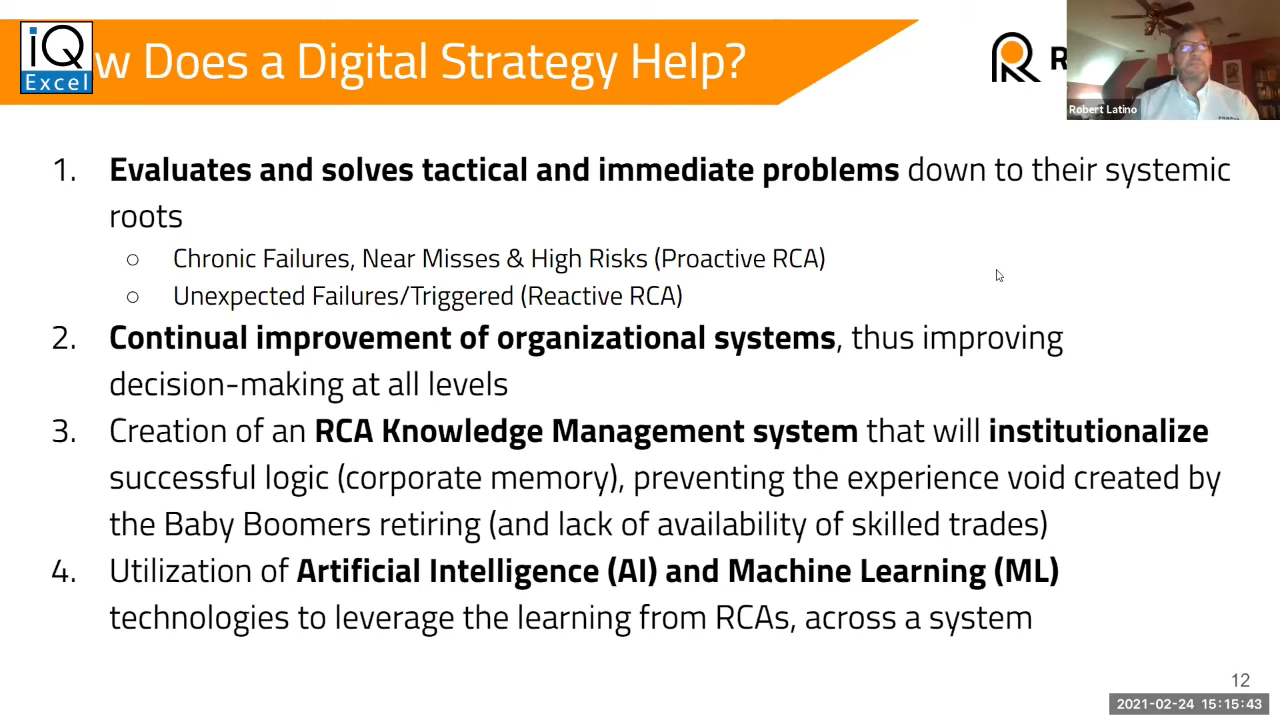 iQ
Excel
w Does a Digital Strategy Help?
R
Robert Latino
1. Evaluates and solves tactical and immediate problems down to their systemic
roots
○ Chronic Failures, Near Misses & High Risks (Proactive RCA)
○ Unexpected Failures/Triggered (Reactive RCA)
2. Continual improvement of organizational systems, thus improving
decision-making at all levels
3. Creation of an RCA Knowledge Management system that will institutionalize
successful logic (corporate memory), preventing the experience void created by
the Baby Boomers retiring (and lack of availability of skilled trades)
4. Utilization of Artificial Intelligence (AI) and Machine Learning (ML)
technologies to leverage the learning from RCAs, across a system
12
2021-02-24 15:15:43